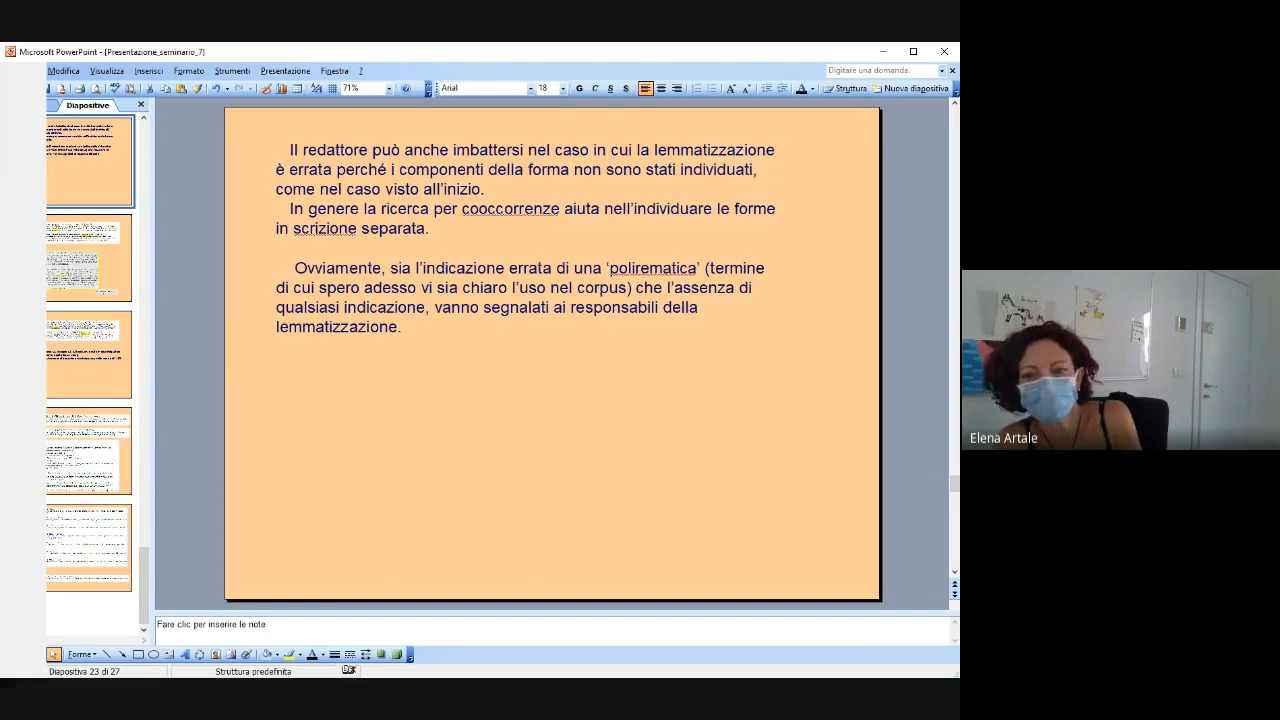 Microsoft PowerPoint - [Presentazione_seminario_7]
Modifica Visualizza Inserisci Formato Strumenti Presentazione Finestra ?
Digitare una domanda.
71% Arial 18 G C S S Struttura Nuova diapositiva
Diapositive
Il redattore può anche imbattersi nel caso in cui la lemmatizzazione
è errata perché i componenti della forma non sono stati individuati,
come nel caso visto all’inizio.
In genere la ricerca per cooccorrenze aiuta nell’individuare le forme
in scrizione separata.
Ovviamente, sia l’indicazione errata di una ‘polirematica’ (termine
di cui spero adesso vi sia chiaro l’uso nel corpus) che l’assenza di
qualsiasi indicazione, vanno segnalati ai responsabili della
lemmatizzazione.
Elena Artale
Fare clic per inserire le note
Forme
Diapositiva 23 di 27 Struttura predefinita